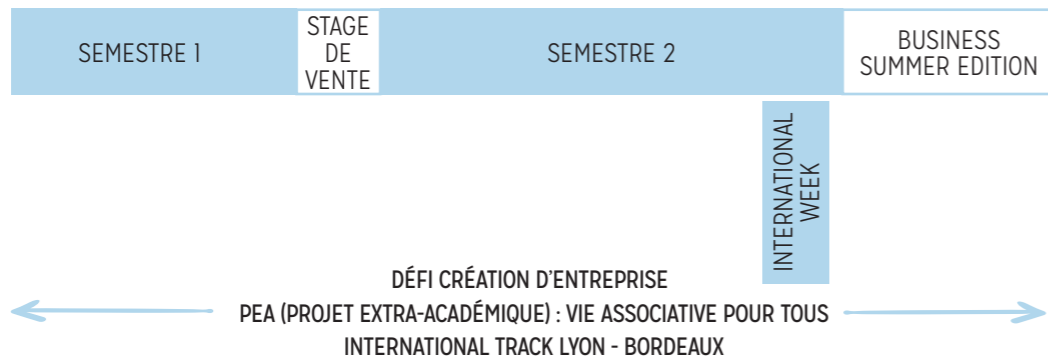 SEMESTRE 1
STAGE
DE
VENTE
SEMESTRE 2
BUSINESS
SUMMER EDITION
INTERNATIONAL
WEEK
DÉFI CRÉATION D'ENTREPRISE
PEA (PROJET EXTRA-ACADÉMIQUE) : VIE ASSOCIATIVE POUR TOUS
INTERNATIONAL TRACK LYON - BORDEAUX